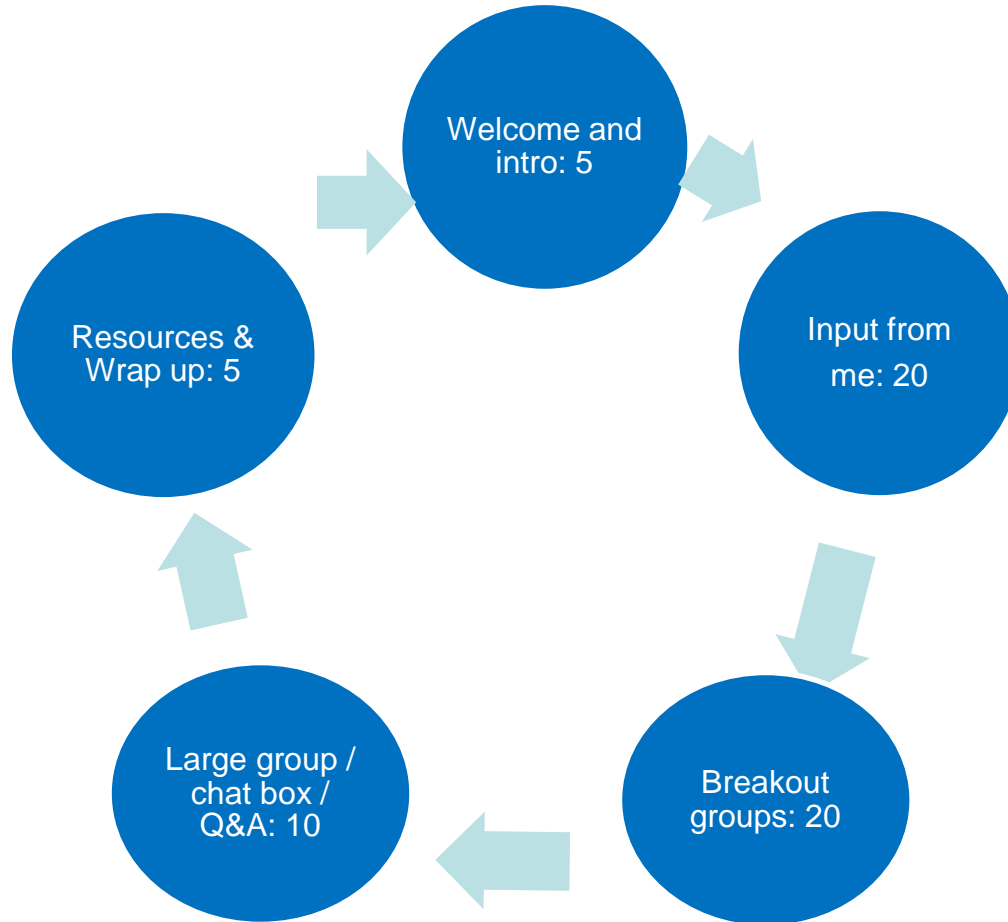 Welcome and
intro: 5
Input from
me: 20
Breakout
groups: 20
Large group /
chat box /
Q&A: 10
Resources &
Wrap up: 5